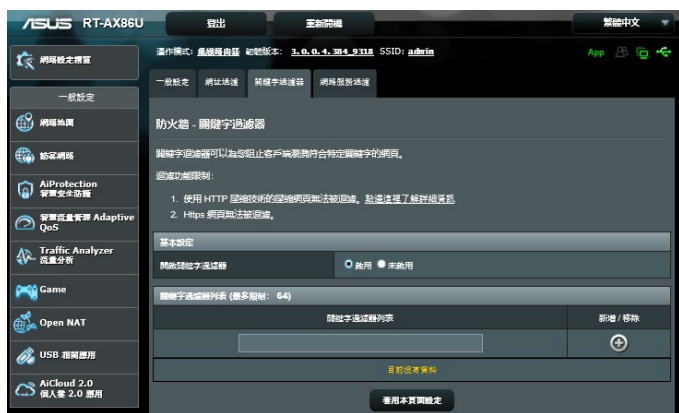 ASUS RT-AX86U 登出 重新開機 繁體中文
操作模式: 無線路由器 韌體版本: 3.0.0.4.384_9318 SSID: admin App
網路設定精靈
一般設定 網址過濾 關鍵字過濾器 網路服務過濾
一般設定
網路地圖
防火牆 - 關鍵字過濾器
訪客網路
關鍵字過濾器可以為您阻止客戶端瀏覽符合特定關鍵字的網頁。
過濾功能限制:
AiProtection
智慧安全防護
1. 使用 HTTP 壓縮技術的壓縮網頁無法被過濾。點選這裡了解詳細資訊
2. Https 網頁無法被過濾。
智慧流量管理 Adaptive
QoS
基本設定
Traffic Analyzer
流量分析
開啟關鍵字過濾器 啟用 未啟用
Game
關鍵字過濾器列表 (最多限制: 64)
Open NAT
關鍵字過濾器列表 新增 / 移除
USB 相關應用
目前沒有資料
AiCloud 2.0
個人雲 2.0 應用
套用本頁面設定